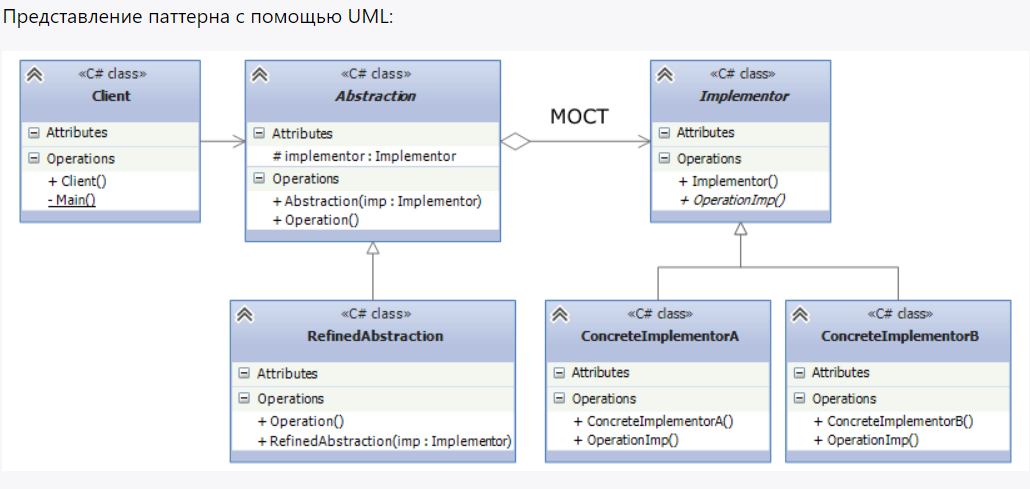 Представление паттерна с помощью UML:
«C# class»
Client
Attributes
Operations
+ Client()
- Main()
«C# class»
Abstraction
Attributes
# implementor : Implementor
Operations
+ Abstraction(imp : Implementor)
+ Operation()
МОСТ
«C# class»
Implementor
Attributes
Operations
+ Implementor()
+ OperationImp()
«C# class»
RefinedAbstraction
Attributes
Operations
+ Operation()
+ RefinedAbstraction(imp : Implementor)
«C# class»
ConcreteImplementorA
Attributes
Operations
+ ConcreteImplementorA()
+ OperationImp()
«C# class»
ConcreteImplementorB
Attributes
Operations
+ ConcreteImplementorB()
+ OperationImp()